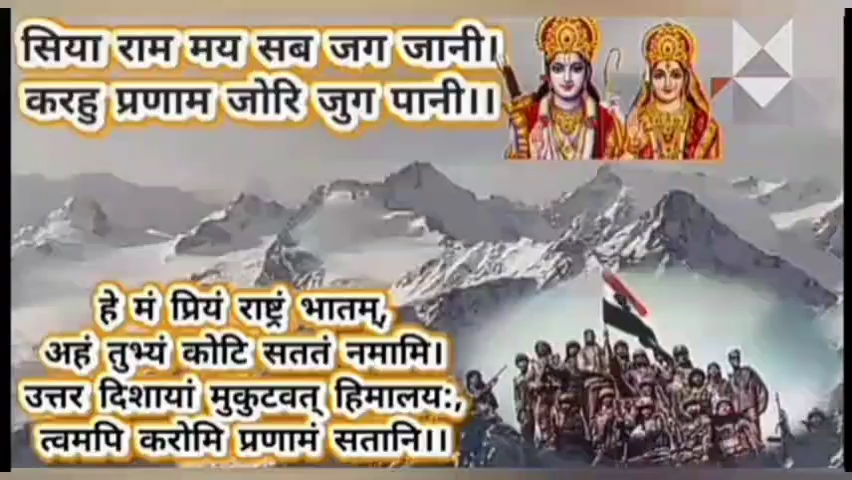 सिया राम मय सब जग जानी।
करहु प्रणाम जोरि जुग पानी।।
हे मं प्रियं राष्ट्रं भातम्,
अहं तुभ्यं कोटि सततं नमामि।
उत्तर दिशायां मुकुटवत् हिमालय:,
त्वमपि करोमि प्रणामं सतानि।।